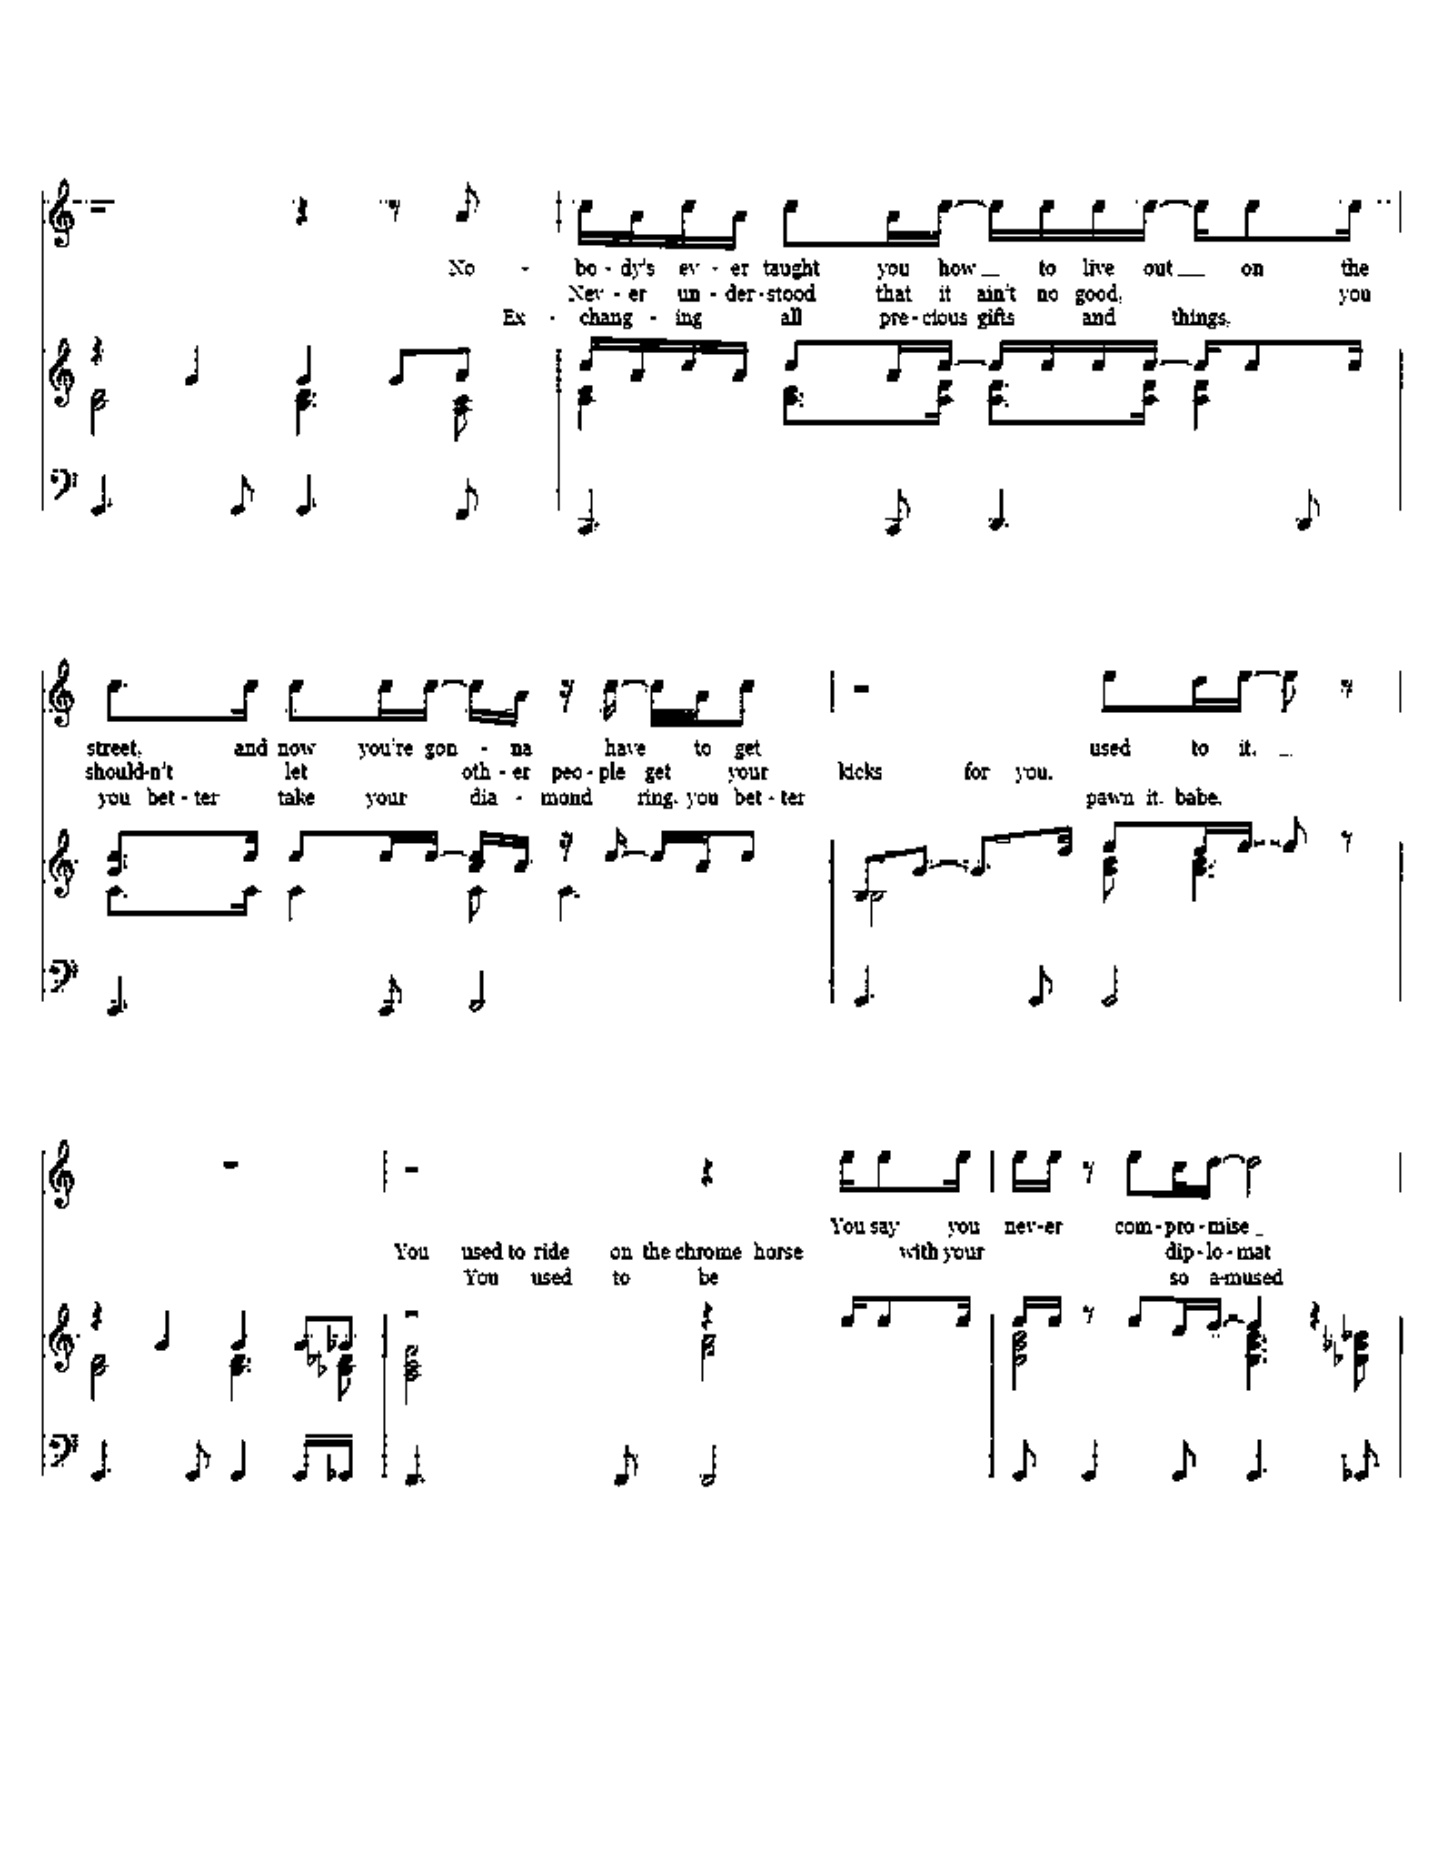 No - bo - dy's ev - er taught you how to live out on the
Nev - er un - der - stood that it ain't no good, you
Ex - chang - ing all pre - cious gifts and things,
street, and now you're gon - na have to get used to it.
should-n't let oth - er peo - ple get your kicks for you.
you bet - ter take your dia - mond ring. you bet - ter pawn it. babe.
You say you nev-er com - pro - mise
You used to ride on the chrome horse with your dip - lo - mat
You used to be so a-mused